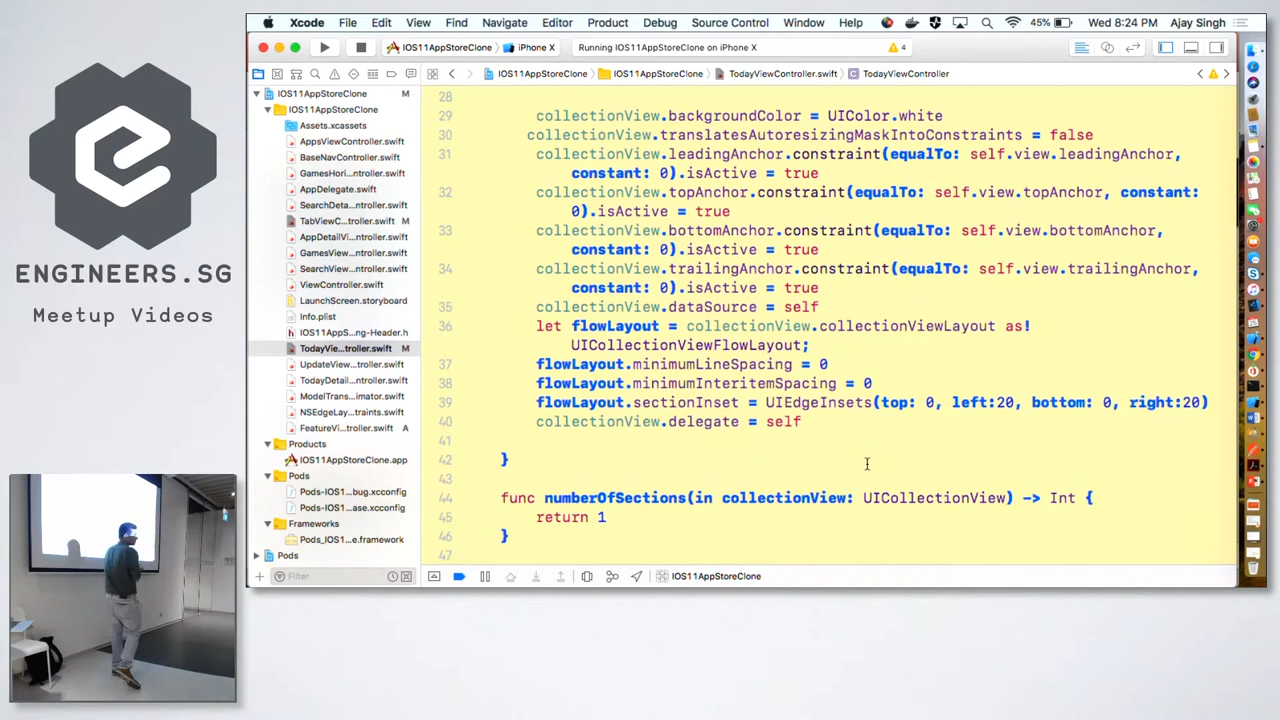 Xcode File Edit View Find Navigate Editor Product Debug Source Control Window Help 45% Wed 8:24 PM Ajay Singh
IOS11AppStoreClone iPhone X Running IOS11AppStoreClone on iPhone X 4
IOS11AppStoreClone IOS11AppStoreClone TodayViewController.swift C TodayViewController
IOS11AppStoreClone M
IOS11AppStoreClone
Assets.xcassets
AppsViewController.swift
BaseNavController.swift
GamesHori...ntroller.swift
AppDelegate.swift
SearchDeta...ntroller.swift
TabViewC...troller.swift M
AppDetailVi...ntroller.swift
GamesView...ntroller.swift
SearchView...ntroller.swift
ViewController.swift
LaunchScreen.storyboard
Info.plist
IOS11AppS...ng-Header.h
TodayVie...troller.swift M
UpdateView...troller.swift
TodayDetail...ntroller.swift
ModelTrans...imator.swift
NSEdgeLay...traints.swift
FeatureVi...troller.swift A
Products
IOS11AppStoreClone.app
Pods
Pods-IOS1...bug.xcconfig
Pods-IOS1...ase.xcconfig
Frameworks
Pods_IOS1...e.framework
Pods
Filter
28
29 collectionView.backgroundColor = UIColor.white
30 collectionView.translatesAutoresizingMaskIntoConstraints = false
31 collectionView.leadingAnchor.constraint(equalTo: self.view.leadingAnchor,
constant: 0).isActive = true
32 collectionView.topAnchor.constraint(equalTo: self.view.topAnchor, constant:
0).isActive = true
33 collectionView.bottomAnchor.constraint(equalTo: self.view.bottomAnchor,
constant: 0).isActive = true
34 collectionView.trailingAnchor.constraint(equalTo: self.view.trailingAnchor,
constant: 0).isActive = true
35 collectionView.dataSource = self
36 let flowLayout = collectionView.collectionViewLayout as!
UICollectionViewFlowLayout;
37 flowLayout.minimumLineSpacing = 0
38 flowLayout.minimumInteritemSpacing = 0
39 flowLayout.sectionInset = UIEdgeInsets(top: 0, left:20, bottom: 0, right:20)
40 collectionView.delegate = self
41
42 }
43
44 func numberOfSections(in collectionView: UICollectionView) -> Int {
45 return 1
46 }
47
IOS11AppStoreClone
ENGINEERS.SG
Meetup Videos